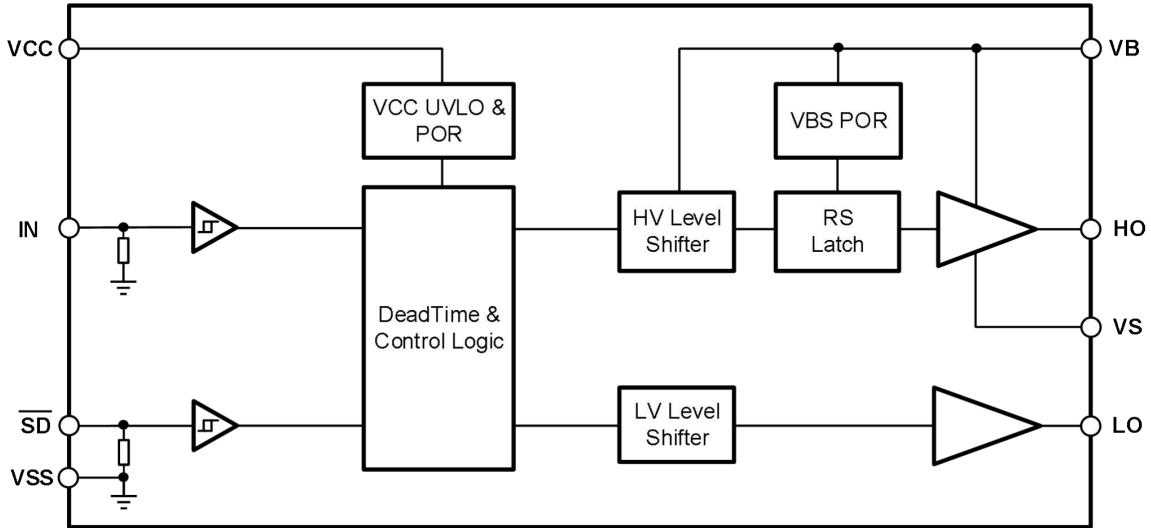 VCC
VB
VCC UVLO &
POR
VBS POR
IN
HV Level
Shifter
RS
Latch
HO
DeadTime &
Control Logic
VS
SD
LV Level
Shifter
LO
VSS